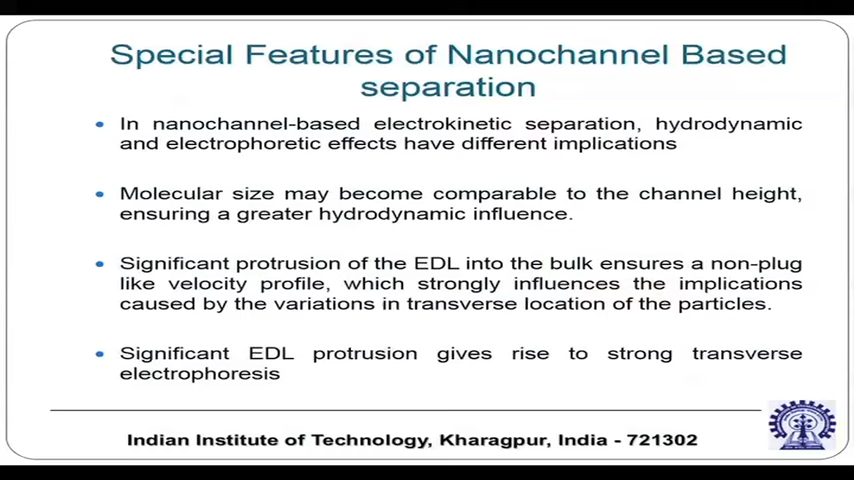 Special Features of Nanochannel Based
separation
• In nanochannel-based electrokinetic separation, hydrodynamic
and electrophoretic effects have different implications
• Molecular size may become comparable to the channel height,
ensuring a greater hydrodynamic influence.
• Significant protrusion of the EDL into the bulk ensures a non-plug
like velocity profile, which strongly influences the implications
caused by the variations in transverse location of the particles.
• Significant EDL protrusion gives rise to strong transverse
electrophoresis
Indian Institute of Technology, Kharagpur, India - 721302